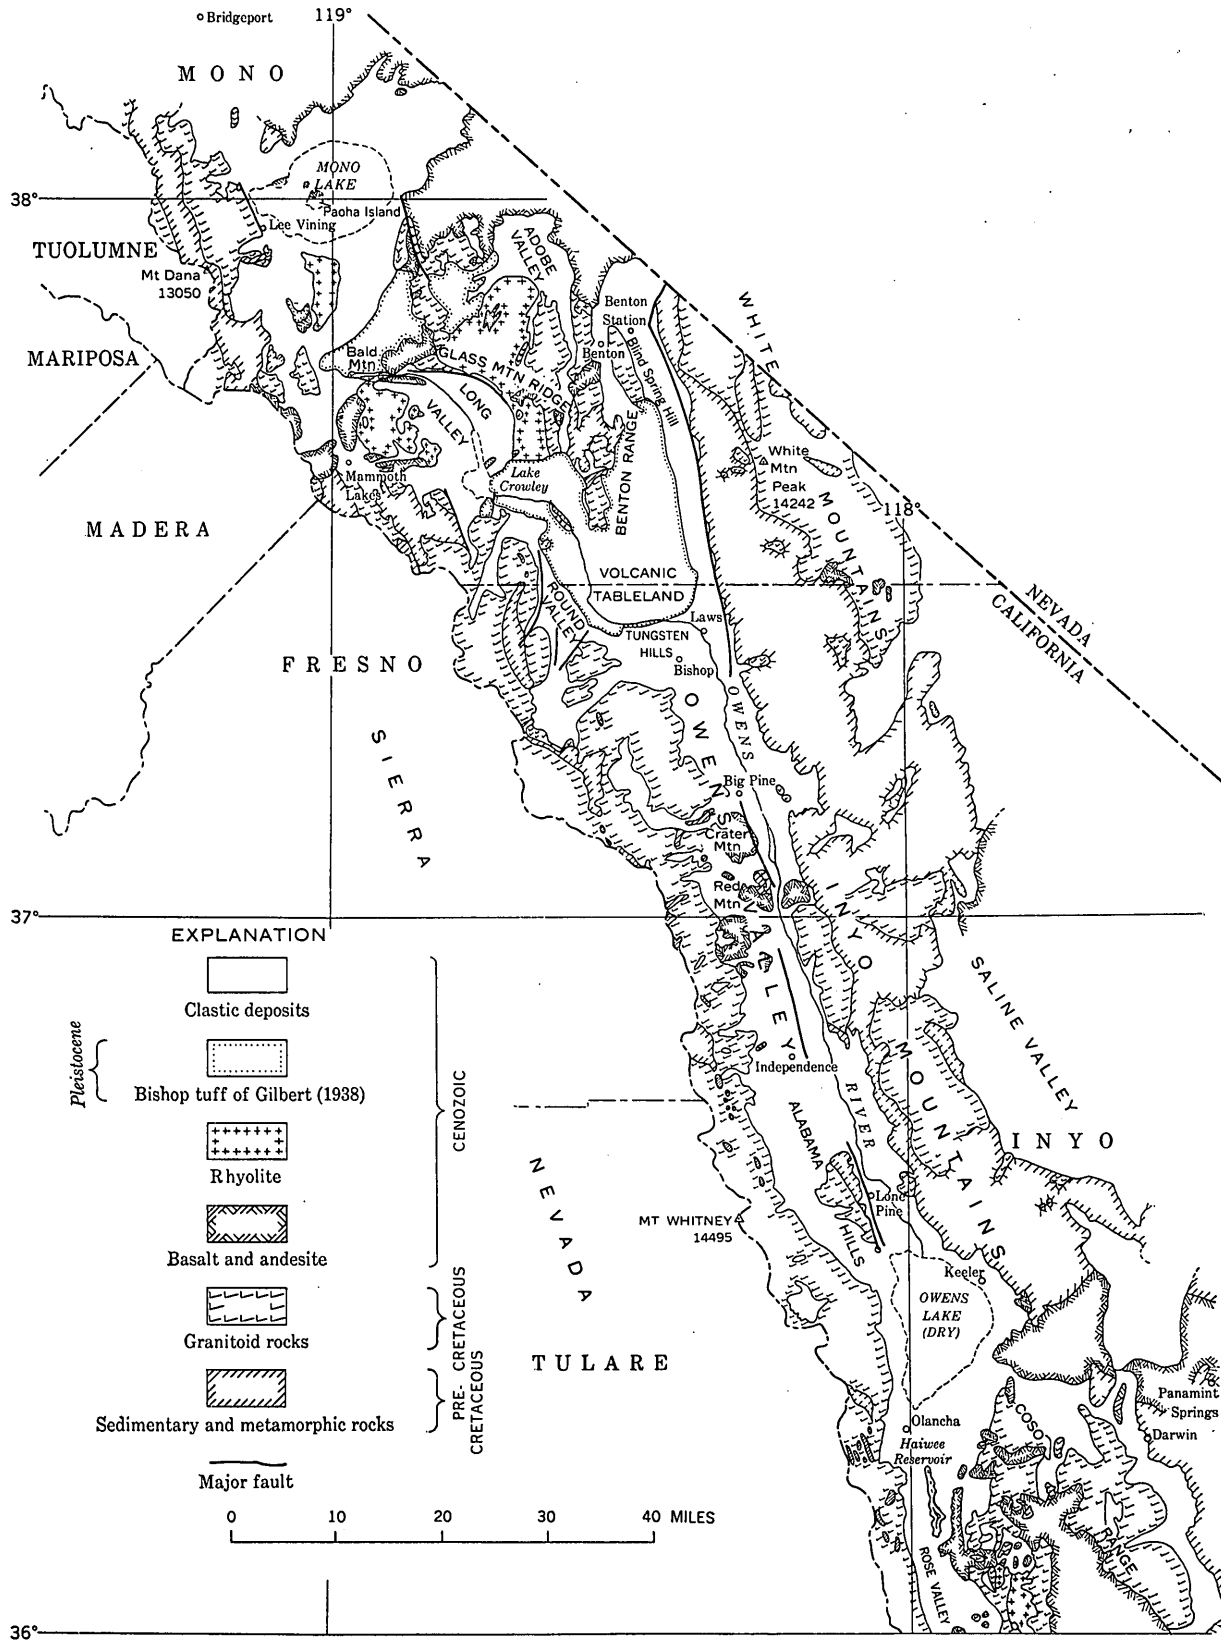 119°
Bridgeport
MONO
MONO
LAKE
38°
Paoha Island
Lee Vining
TUOLUMNE
Mt Dana
13050
ADOBE
VALLEY
WHITE
MOUNTAINS
Benton
Station
Benton
Blind Spring Hill
MARIPOSA
Bald
Mtn
GLASS MTN RIDGE
LONG
VALLEY
BENTON RANGE
White
Mtn
Peak
14242
Mammoth
Lakes
Lake
Crowley
118°
MADERA
VOLCANIC
TABLELAND
NEVADA
CALIFORNIA
ROUND
VALLEY
Laws
TUNGSTEN
HILLS
Bishop
FRESNO
OWENS
RIVER
OWENS
VALLEY
SIERRA
NEVADA
Big Pine
Crater
Mtn
Red
Mtn
INYO
MOUNTAINS
37°
SALINE VALLEY
Independence
ALABAMA
HILLS
INYO
Lone
Pine
MT WHITNEY
14495
Keeler
OWENS
LAKE
(DRY)
TULARE
Panamint
Springs
Darwin
Olancha
Haiwee
Reservoir
COSO
RANGE
ROSE VALLEY
EXPLANATION
Clastic deposits
Pleistocene
Bishop tuff of Gilbert (1938)
Rhyolite
Basalt and andesite
CENOZOIC
Granitoid rocks
CRETACEOUS
Sedimentary and metamorphic rocks
PRE-
CRETACEOUS
Major fault
0 10 20 30 40 MILES
36°